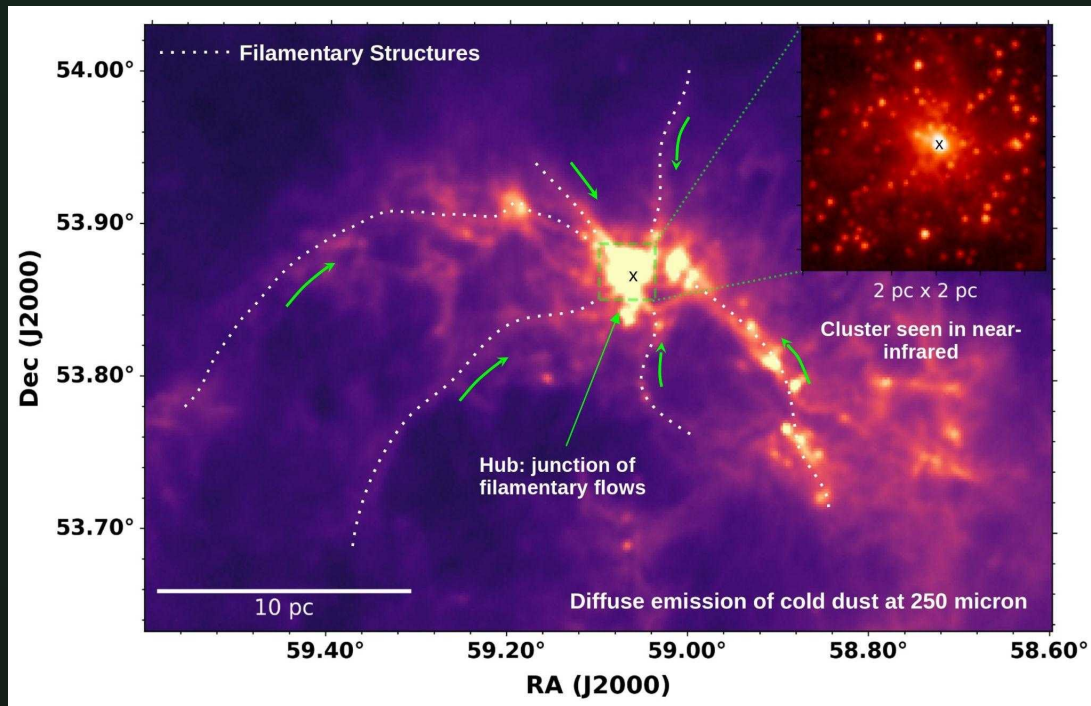 Filamentary Structures
54.00°
53.90°
53.80°
53.70°
Dec (J2000)
x
x
2 pc x 2 pc
Cluster seen in near-
infrared
Hub: junction of
filamentary flows
10 pc
Diffuse emission of cold dust at 250 micron
59.40°
59.20°
59.00°
58.80°
58.60°
RA (J2000)